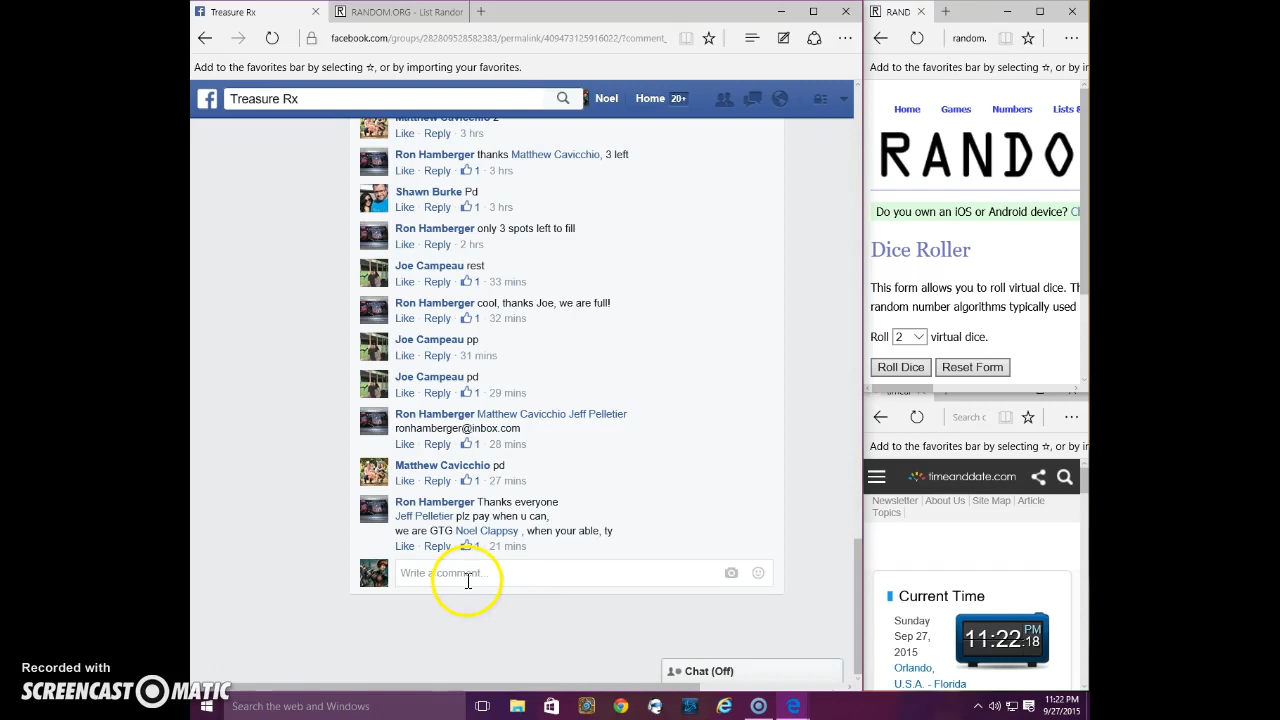 Treasure Rx
RANDOM.ORG - List Randor
facebook.com/groups/282809528582383/permalink/409473125916022/?comment_
Add to the favorites bar by selecting ☆, or by importing your favorites.
Treasure Rx
Noel
Home 20+
Matthew Cavicchio 2
Like · Reply · 3 hrs
Ron Hamberger thanks Matthew Cavicchio, 3 left
Like · Reply · 1 · 3 hrs
Shawn Burke Pd
Like · Reply · 1 · 3 hrs
Ron Hamberger only 3 spots left to fill
Like · Reply · 2 hrs
Joe Campeau rest
Like · Reply · 1 · 33 mins
Ron Hamberger cool, thanks Joe, we are full!
Like · Reply · 1 · 32 mins
Joe Campeau pp
Like · Reply · 31 mins
Joe Campeau pd
Like · Reply · 1 · 29 mins
Ron Hamberger Matthew Cavicchio Jeff Pelletier
ronhamberger@inbox.com
Like · Reply · 1 · 28 mins
Matthew Cavicchio pd
Like · Reply · 1 · 27 mins
Ron Hamberger Thanks everyone
Jeff Pelletier plz pay when u can,
we are GTG Noel Clappsy , when your able, ty
Like · Reply · 1 · 21 mins
Write a comment...
Chat (Off)
RAND
random.
Add to the favorites bar by selecting ☆, or by in
Home Games Numbers Lists &
RANDO
Do you own an iOS or Android device? C
Dice Roller
This form allows you to roll virtual dice. T
random number algorithms typically used
Roll 2 virtual dice.
Roll Dice Reset Form
Search c
Add to the favorites bar by selecting ☆, or by in
timeanddate.com
Newsletter | About Us | Site Map | Article
Topics |
Current Time
Sunday
Sep 27,
2015
Orlando,
U.S.A. - Florida
11:22 PM
18
Recorded with
SCREENCAST-O-MATIC
Search the web and Windows
11:22 PM
9/27/2015